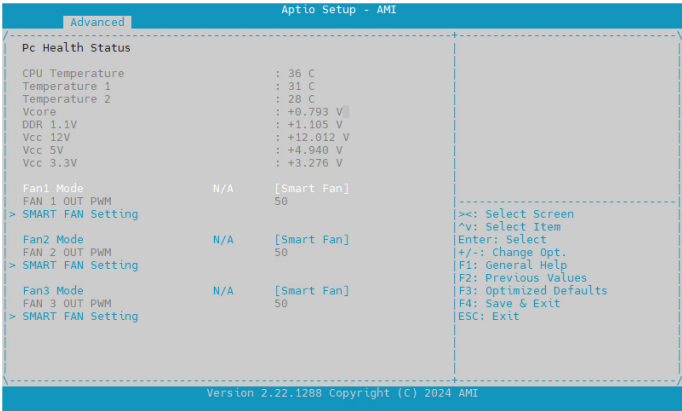 Aptio Setup - AMI
Advanced
Pc Health Status
CPU Temperature : 36 C
Temperature 1 : 31 C
Temperature 2 : 28 C
Vcore : +0.793 V
DDR 1.1V : +1.105 V
Vcc 12V : +12.012 V
Vcc 5V : +4.940 V
Vcc 3.3V : +3.276 V
Fan1 Mode N/A [Smart Fan]
FAN 1 OUT PWM 50
> SMART FAN Setting
Fan2 Mode N/A [Smart Fan]
FAN 2 OUT PWM 50
> SMART FAN Setting
Fan3 Mode N/A [Smart Fan]
FAN 3 OUT PWM 50
> SMART FAN Setting
><: Select Screen
^v: Select Item
Enter: Select
+/-: Change Opt.
F1: General Help
F2: Previous Values
F3: Optimized Defaults
F4: Save & Exit
ESC: Exit
Version 2.22.1288 Copyright (C) 2024 AMI